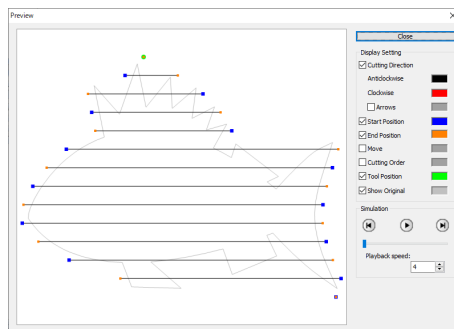 Preview
Close
Display Setting
Cutting Direction
Anticlockwise
Clockwise
Arrows
Start Position
End Position
Move
Cutting Order
Tool Position
Show Original
Simulation
Playback speed:
4